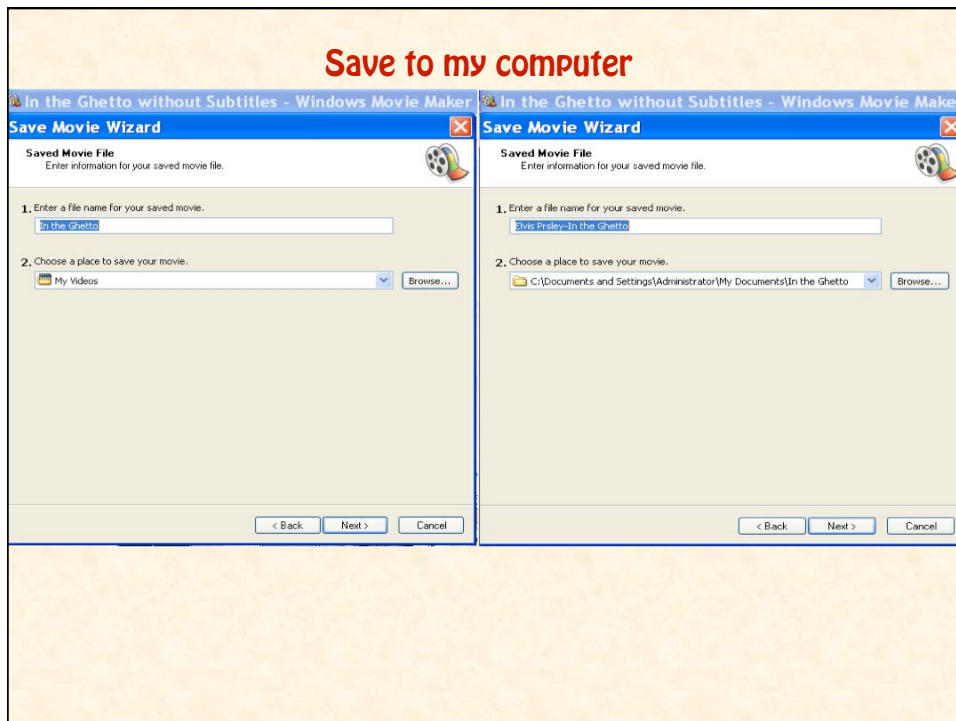 Save to my computer
In the Ghetto without Subtitles - Windows Movie Maker
Save Movie Wizard
Saved Movie File
Enter information for your saved movie file.
1. Enter a file name for your saved movie.
In the Ghetto
2. Choose a place to save your movie.
My Videos
Browse...
< Back Next > Cancel
In the Ghetto without Subtitles - Windows Movie Make
Save Movie Wizard
Saved Movie File
Enter information for your saved movie file.
1. Enter a file name for your saved movie.
Elvis Prsley-In the Ghetto
2. Choose a place to save your movie.
C:\Documents and Settings\Administrator\My Documents\In the Ghetto
Browse...
< Back Next > Cancel